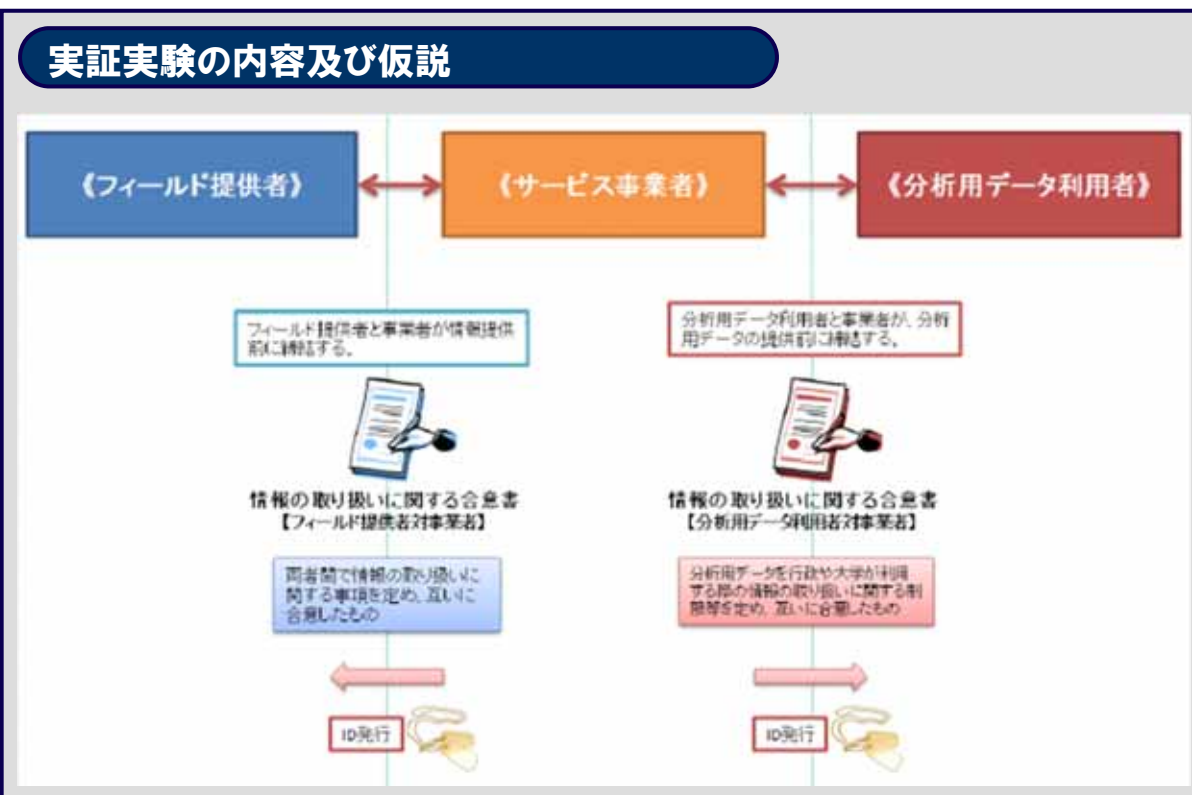 実証実験の内容及び仮説
《フィールド提供者》
《サービス事業者》
《分析用データ利用者》
フィールド提供者と事業者が情報提供
前に締結する。
分析用データ利用者と事業者が、分析
用データの提供前に締結する。
情報の取り扱いに関する合意書
【フィールド提供者対事業者】
情報の取り扱いに関する合意書
【分析用データ利用者対事業者】
両者間で情報の取り扱いに
関する事項を定め、互いに
合意したもの
分析用データを行政や大学が利用
する際の情報の取り扱いに関する制
限等を定め、互いに合意したもの
ID発行
ID発行